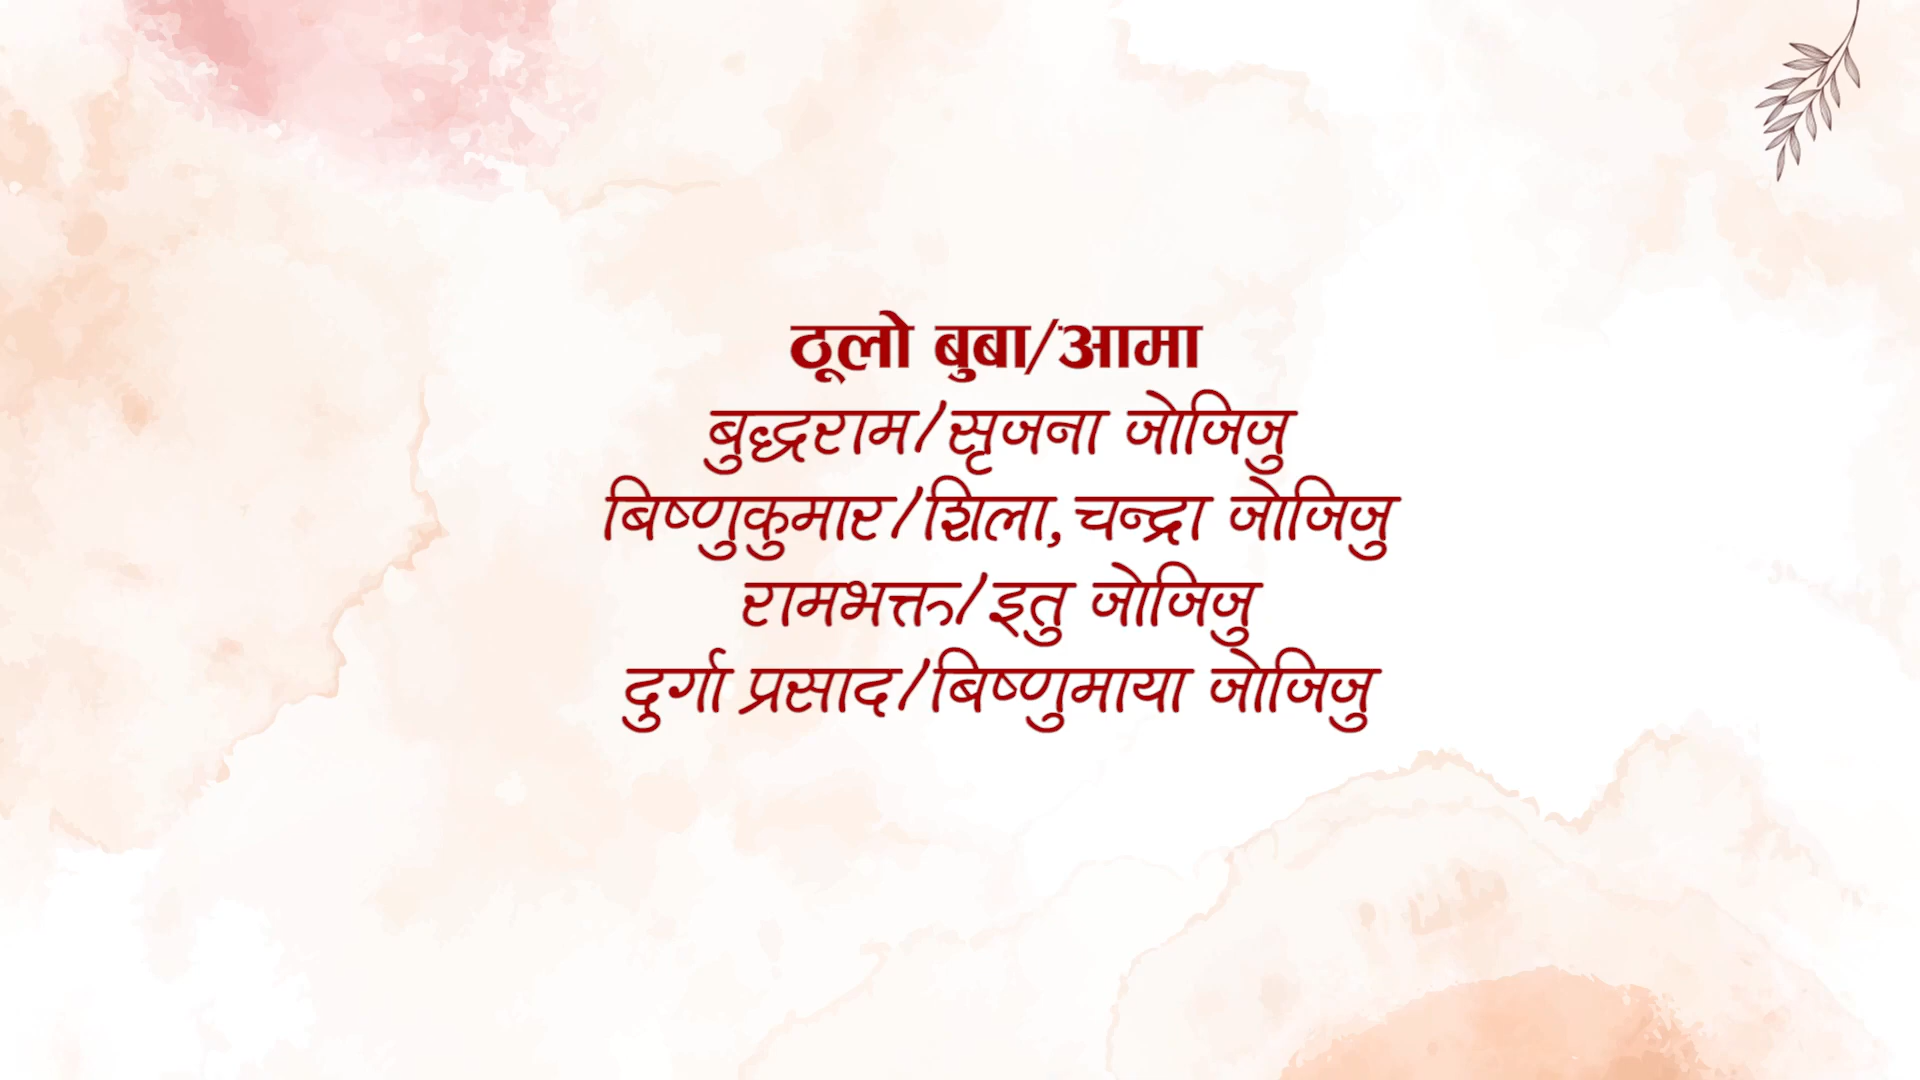 ठूलो बुबा/आमा
बुद्धराम/सृजना जोजिजु
बिष्णुकुमार/शिला, चन्द्रा जोजिजु
रामभक्त/इतु जोजिजु
दुर्गा प्रसाद/बिष्णुमाया जोजिजु